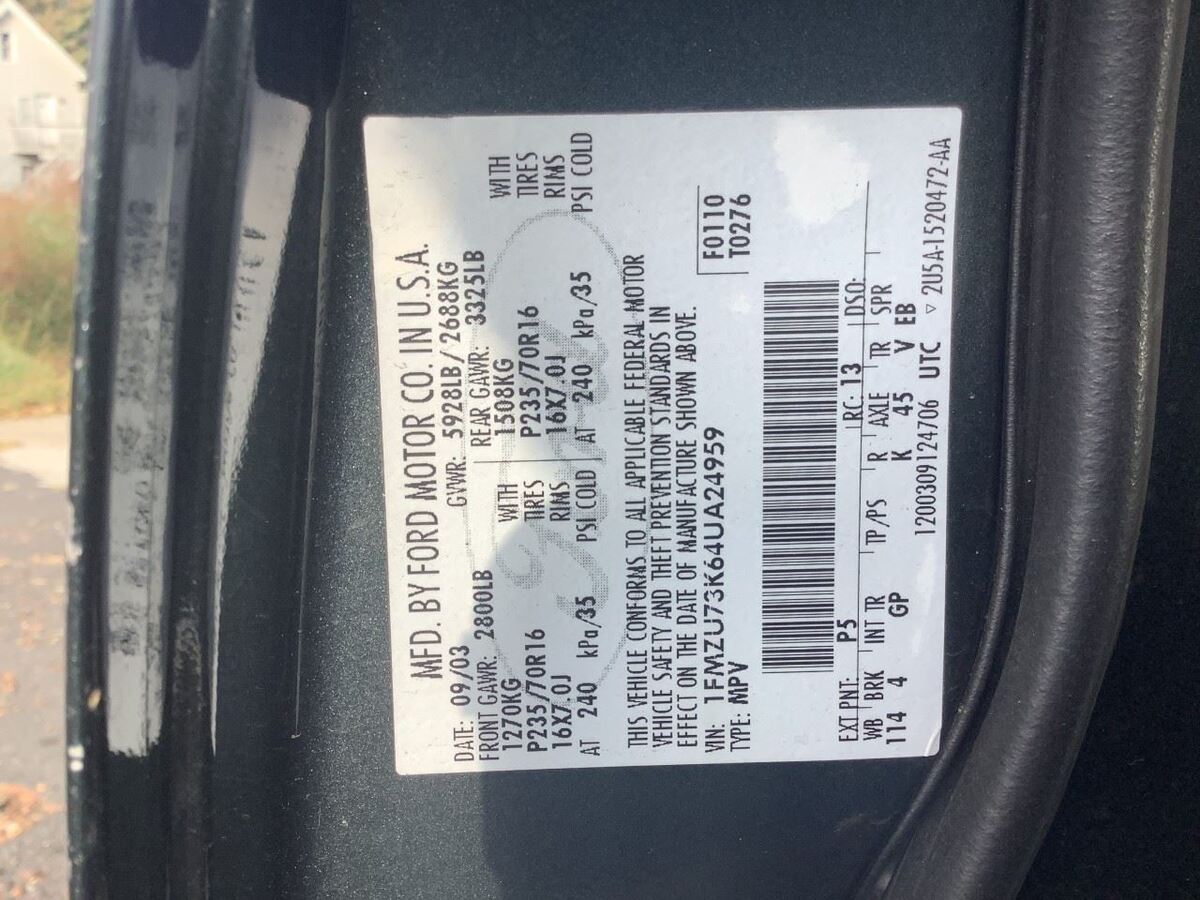 MFD. BY FORD MOTOR CO. IN U.S.A.
DATE: 09/03 GVWR: 5928LB/2688KG
FRONT GAWR: 2800LB REAR GAWR: 3325LB
1270KG WITH 1508KG WITH
P235/70R16 TIRES P235/70R16 TIRES
16X7.0J RIMS 16X7.0J RIMS
AT 240 kPa/35 PSI COLD AT 240 kPa/35 PSI COLD
THIS VEHICLE CONFORMS TO ALL APPLICABLE FEDERAL MOTOR
VEHICLE SAFETY AND THEFT PREVENTION STANDARDS IN
EFFECT ON THE DATE OF MANUFACTURE SHOWN ABOVE.
VIN: 1FMZU73K64UA24959 F0110
TYPE: MPV T0276
EXT PNT: P5 RC: 13 DSO:
WB BRK INT TR TP/PS R AXLE TR SPR
114 4 GP K 45 V EB
1200309124706 UTC ▽ 2U5A-1520472-AA